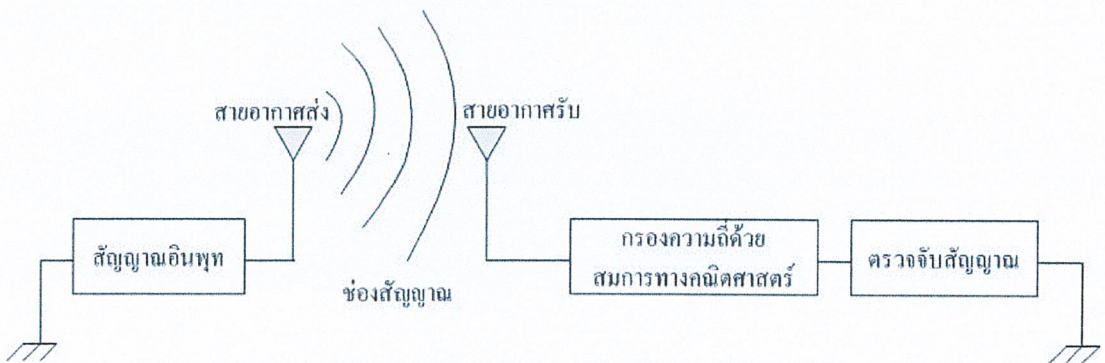 สายอากาศส่ง
สายอากาศรับ
สัญญาณอินพุท
ช่องสัญญาณ
กรองความถี่ด้วย
สมการทางคณิตศาสตร์
ตรวจจับสัญญาณ